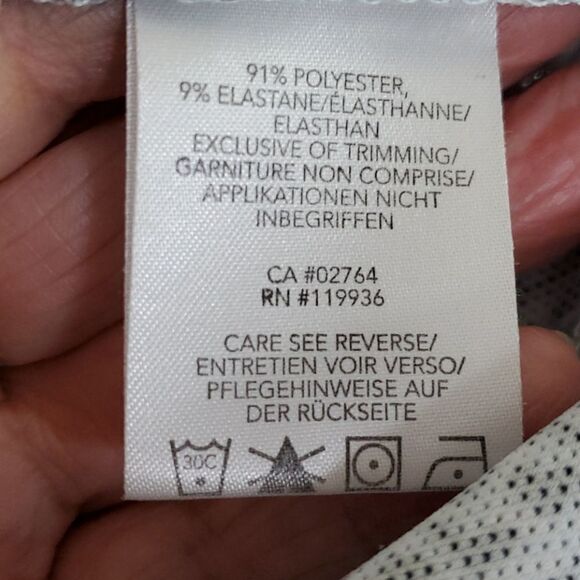 91% POLYESTER,
9% ELASTANE/ÉLASTHANNE/
ELASTHAN
EXCLUSIVE OF TRIMMING/
GARNITURE NON COMPRISE/
APPLIKATIONEN NICHT
INBEGRIFFEN
CA #02764
RN #119936
CARE SEE REVERSE/
ENTRETIEN VOIR VERSO/
PFLEGEHINWEISE AUF
DER RÜCKSEITE
30C